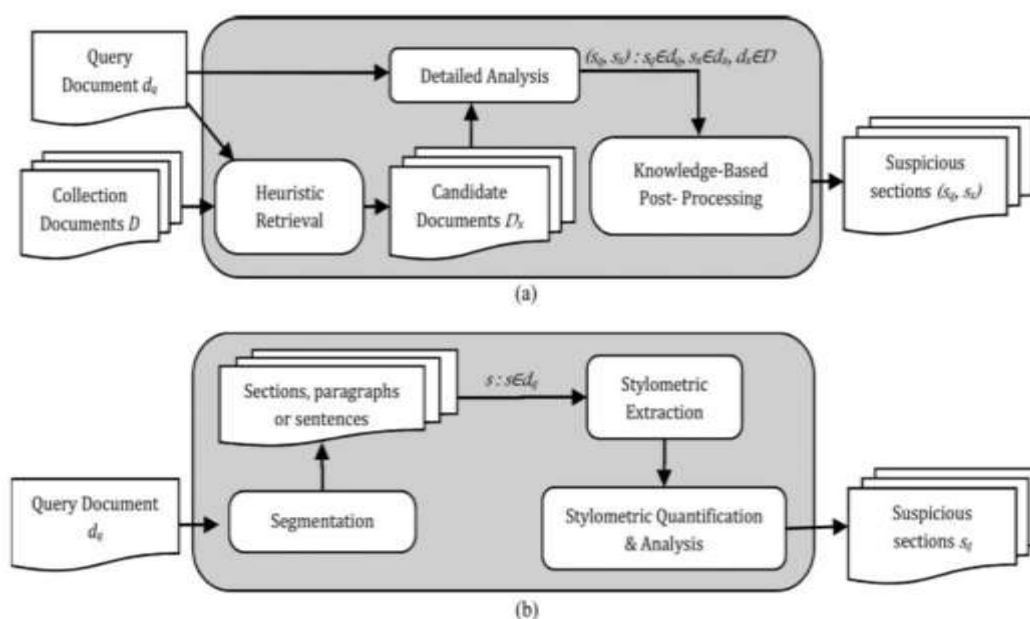 Query
Document d_q
Collection
Documents D
Heuristic
Retrieval
Detailed Analysis
Candidate
Documents D_x
(s_q, s_x) : s_q∈d_q, s_x∈d_x, d_x∈D
Knowledge-Based
Post- Processing
Suspicious
sections (s_q, s_x)
(a)
Query Document
d_q
Segmentation
Sections, paragraphs
or sentences
s : s∈d_q
Stylometric
Extraction
Stylometric Quantification
& Analysis
Suspicious
sections s_q
(b)